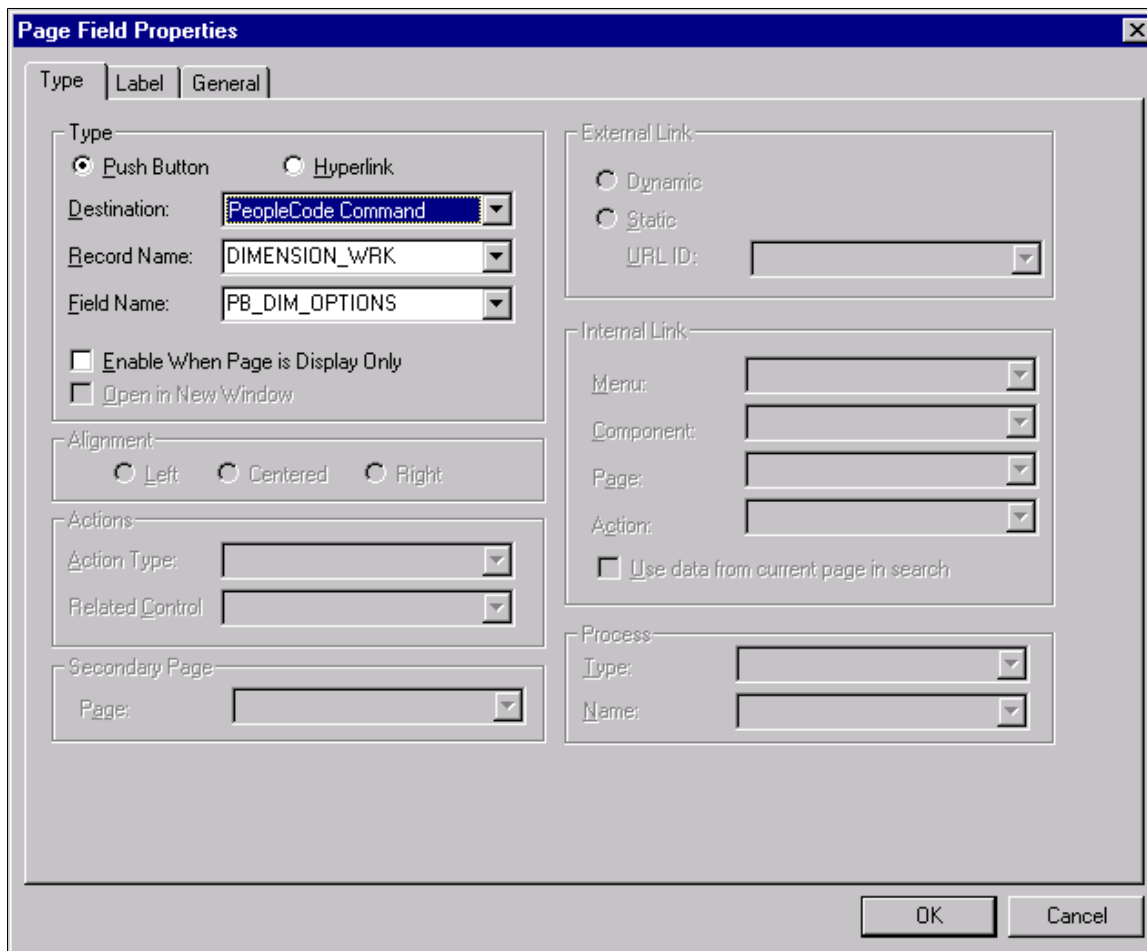 Page Field Properties
Type Label General
Type
Push Button Hyperlink
Destination: PeopleCode Command
Record Name: DIMENSION_WRK
Field Name: PB_DIM_OPTIONS
Enable When Page is Display Only
Open in New Window
Alignment
Left Centered Right
Actions
Action Type:
Related Control
Secondary Page
Page:
External Link
Dynamic
Static
URL ID:
Internal Link
Menu:
Component:
Page:
Action:
Use data from current page in search
Process
Type:
Name:
OK Cancel